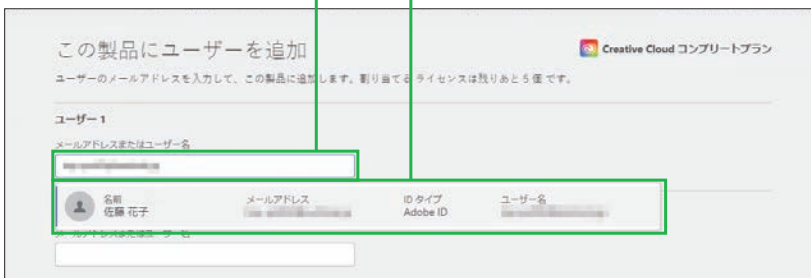 この製品にユーザーを追加
Creative Cloud コンプリートプラン
ユーザーのメールアドレスを入力して、この製品に追加します。割り当てる ライセンスは残りあと 5 個 です。
ユーザー 1
メールアドレスまたはユーザー名
名前 メールアドレス ID タイプ ユーザー名
佐藤 花子 Adobe ID
メールアドレスまたはユーザー名